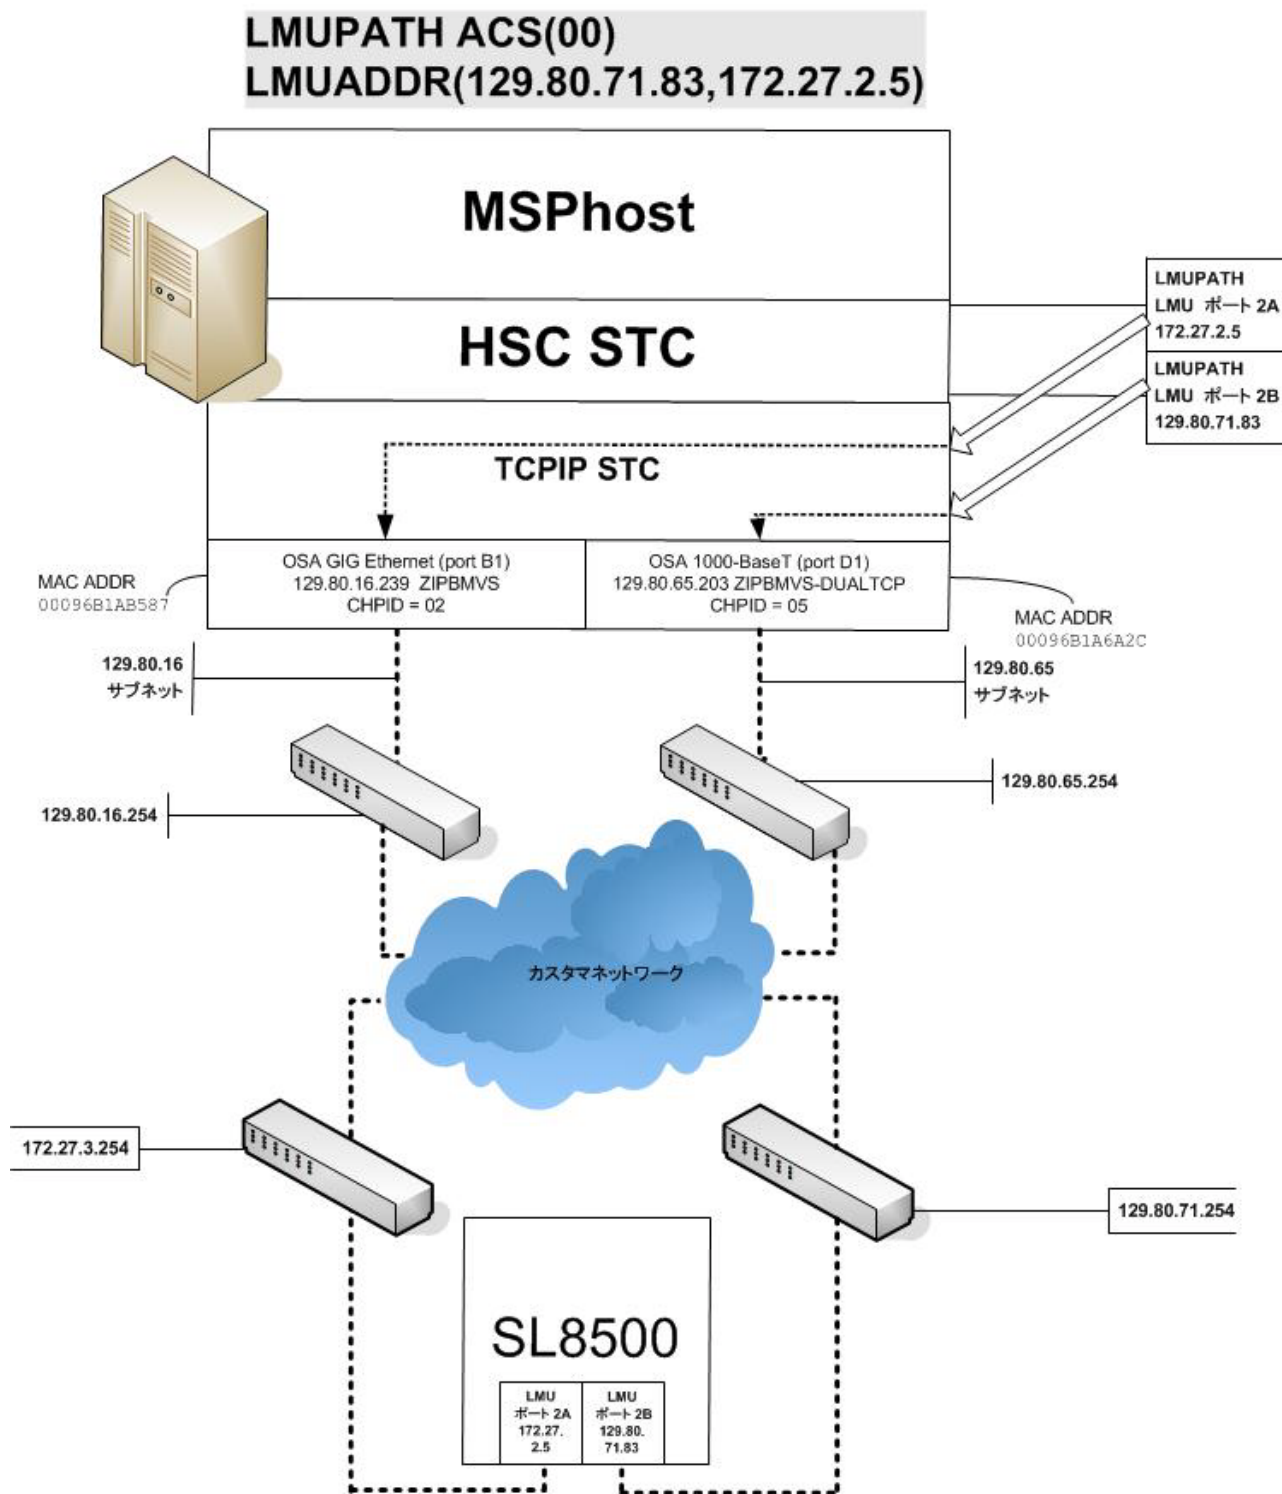 LMUPATH ACS(00)
LMUADDR(129.80.71.83,172.27.2.5)
MSPhost
HSC STC
LMUPATH
LMU ポート 2A
172.27.2.5
LMUPATH
LMU ポート 2B
129.80.71.83
TCPIP STC
OSA GIG Ethernet (port B1)
129.80.16.239 ZIPBMVS
CHPID = 02
OSA 1000-BaseT (port D1)
129.80.65.203 ZIPBMVS-DUALTCP
CHPID = 05
MAC ADDR
00096B1AB587
MAC ADDR
00096B1A6A2C
129.80.16
サブネット
129.80.65
サブネット
129.80.16.254
129.80.65.254
カスタマネットワーク
172.27.3.254
129.80.71.254
SL8500
LMU
ポート 2A
172.27.
2.5
LMU
ポート 2B
129.80.
71.83